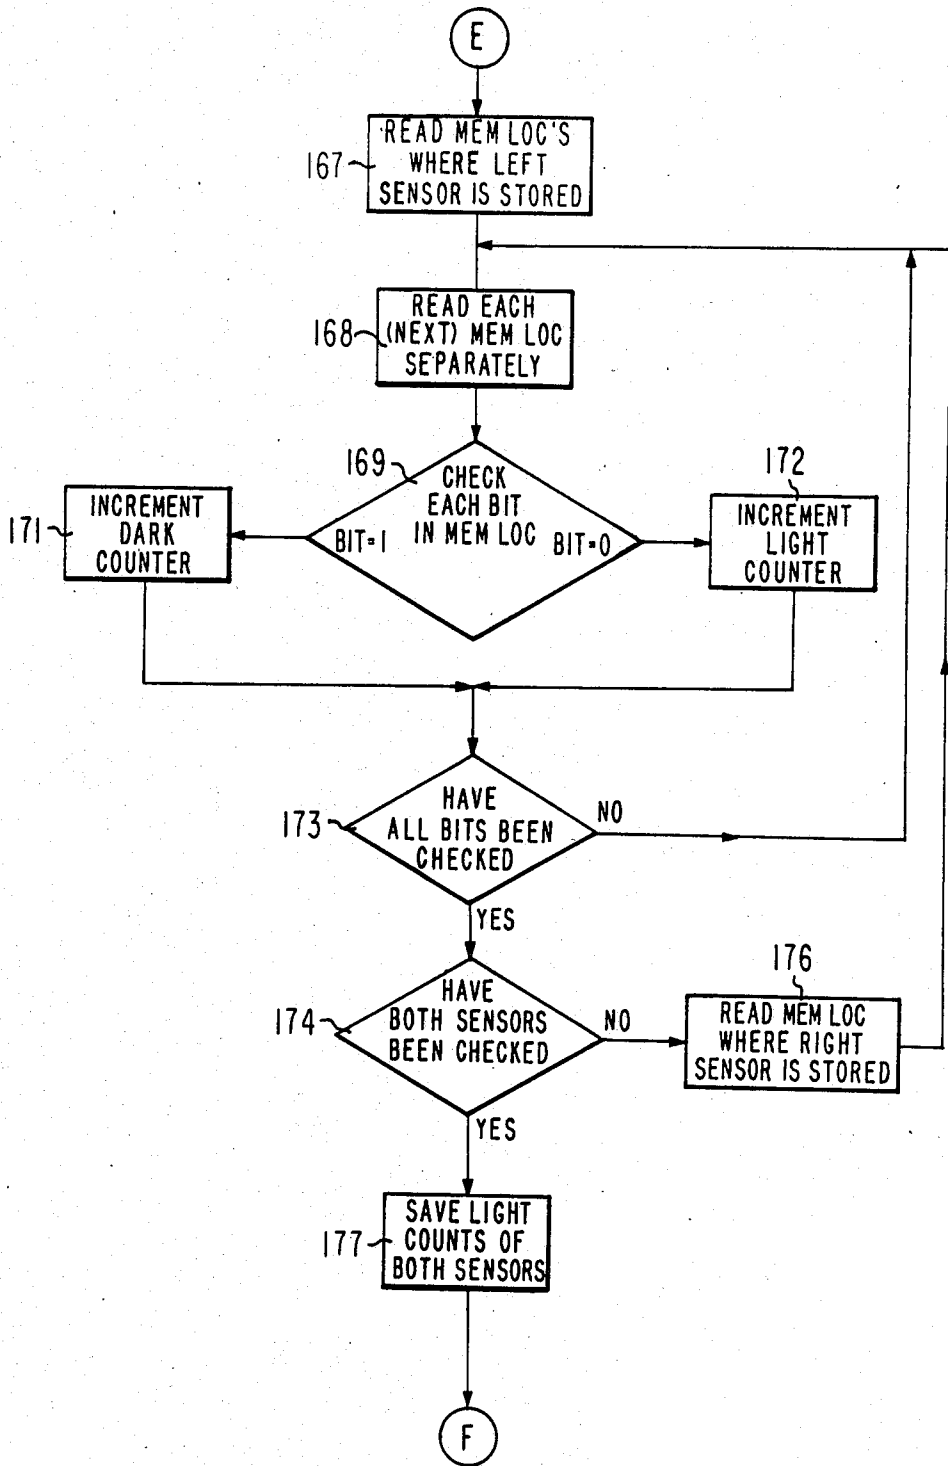 E
READ MEM LOC'S
WHERE LEFT
SENSOR IS STORED
167
READ EACH
(NEXT) MEM LOC
SEPARATELY
168
169
CHECK
EACH BIT
IN MEM LOC
BIT=1
BIT=0
171
INCREMENT
DARK
COUNTER
172
INCREMENT
LIGHT
COUNTER
173
HAVE
ALL BITS BEEN
CHECKED
NO
YES
174
HAVE
BOTH SENSORS
BEEN CHECKED
NO
176
READ MEM LOC
WHERE RIGHT
SENSOR IS STORED
YES
177
SAVE LIGHT
COUNTS OF
BOTH SENSORS
F